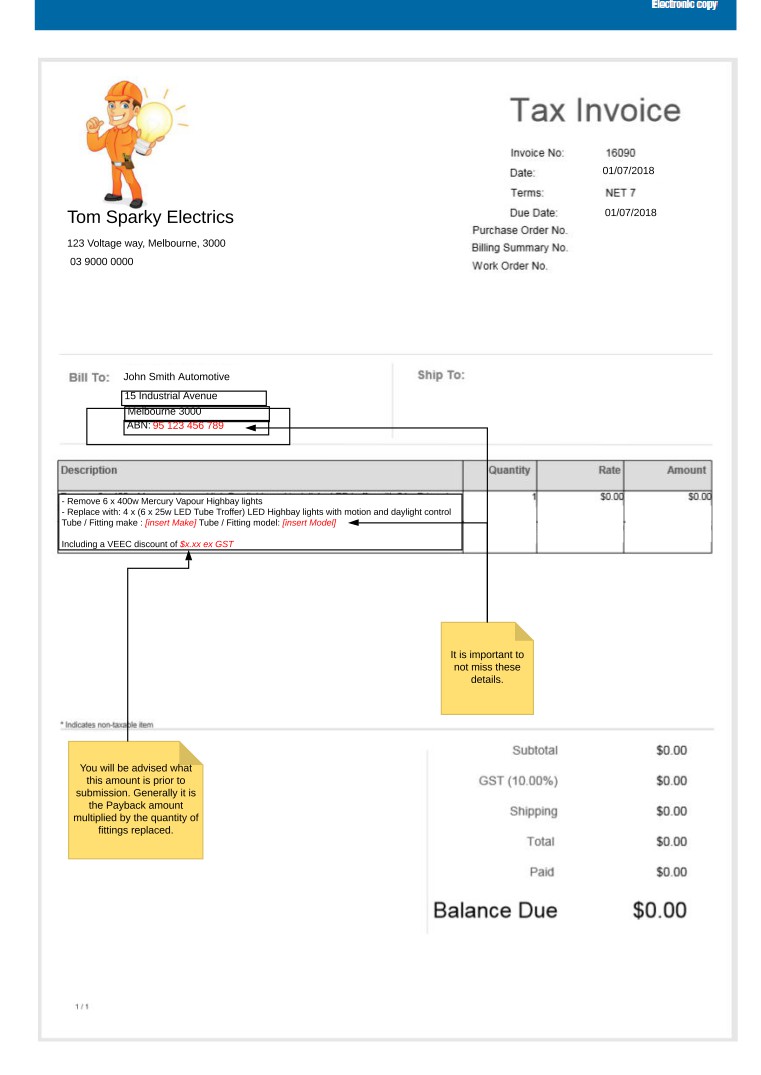 Electronic copy
Tax Invoice
Invoice No: 16090
Date: 01/07/2018
Terms: NET 7
Due Date: 01/07/2018
Purchase Order No.
Billing Summary No.
Work Order No.
Tom Sparky Electrics
123 Voltage way, Melbourne, 3000
03 9000 0000
Bill To: John Smith Automotive
15 Industrial Avenue
Melbourne 3000
ABN: 95 123 456 789
Ship To:
Description Quantity Rate Amount
- Remove 6 x 400w Mercury Vapour Highbay lights 1 $0.00 $0.00
- Replace with: 4 x (6 x 25w LED Tube Troffer) LED Highbay lights with motion and daylight control
Tube / Fitting make : [insert Make] Tube / Fitting model: [insert Model]
Including a VEEC discount of $x.xx ex GST
It is important to
not miss these
details.
* Indicates non-taxable item
You will be advised what
this amount is prior to
submission. Generally it is
the Payback amount
multiplied by the quantity of
fittings replaced.
Subtotal $0.00
GST (10.00%) $0.00
Shipping $0.00
Total $0.00
Paid $0.00
Balance Due $0.00
1 / 1